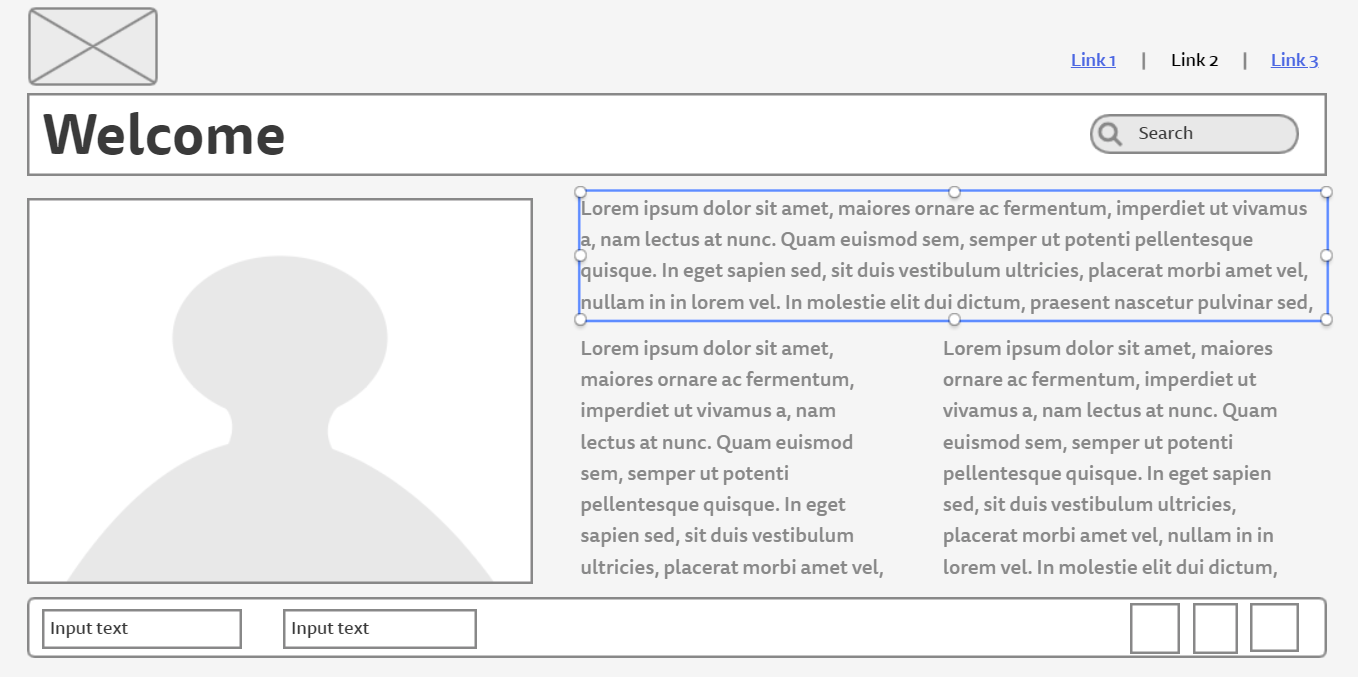 Link 1 | Link 2 | Link 3
Welcome
Search
Lorem ipsum dolor sit amet, maiores ornare ac fermentum, imperdiet ut vivamus
a, nam lectus at nunc. Quam euismod sem, semper ut potenti pellentesque
quisque. In eget sapien sed, sit duis vestibulum ultricies, placerat morbi amet vel,
nullam in in lorem vel. In molestie elit dui dictum, praesent nascetur pulvinar sed,
Lorem ipsum dolor sit amet,
maiores ornare ac fermentum,
imperdiet ut vivamus a, nam
lectus at nunc. Quam euismod
sem, semper ut potenti
pellentesque quisque. In eget
sapien sed, sit duis vestibulum
ultricies, placerat morbi amet vel,
Lorem ipsum dolor sit amet, maiores
ornare ac fermentum, imperdiet ut
vivamus a, nam lectus at nunc. Quam
euismod sem, semper ut potenti
pellentesque quisque. In eget sapien
sed, sit duis vestibulum ultricies,
placerat morbi amet vel, nullam in in
lorem vel. In molestie elit dui dictum,
Input text
Input text